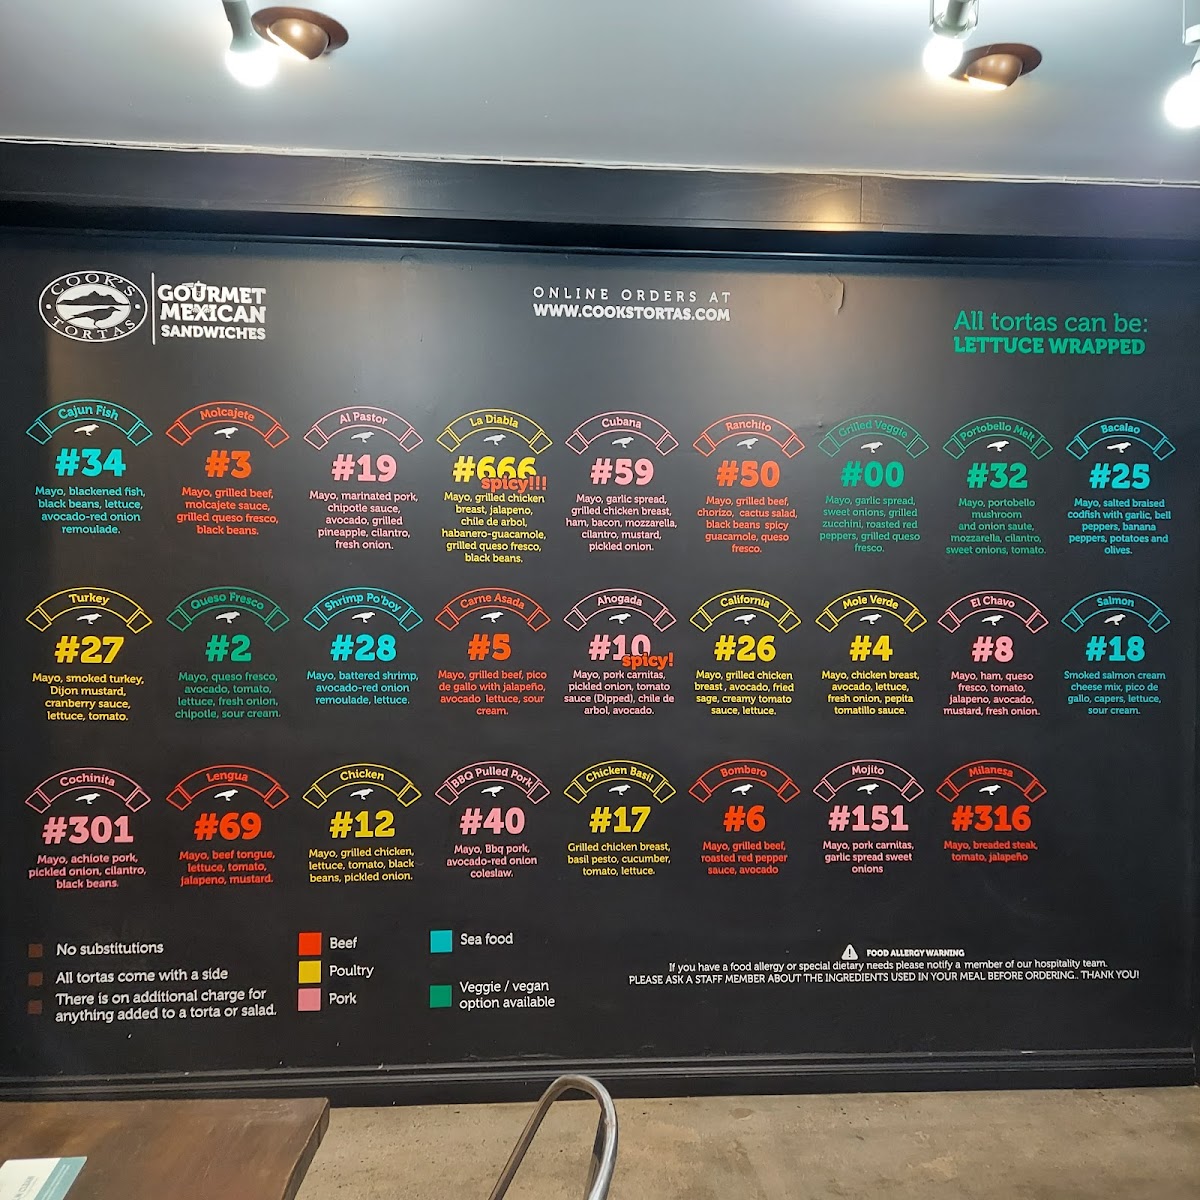 COOK'S
TORTAS
GOURMET
MEXICAN
SANDWICHES
ONLINE ORDERS AT
WWW.COOKSTORTAS.COM
All tortas can be:
LETTUCE WRAPPED
Cajun Fish
#34
Mayo, blackened fish,
black beans, lettuce,
avocado-red onion
remoulade.
Molcajete
#3
Mayo, grilled beef,
molcajete sauce,
grilled queso fresco,
black beans.
Al Pastor
#19
Mayo, marinated pork,
chipotle sauce,
avocado, grilled
pineapple, cilantro,
fresh onion.
La Diabla
#666
spicy!!!
Mayo, grilled chicken
breast, jalapeno,
chile de arbol,
habanero-guacamole,
grilled queso fresco,
black beans.
Cubana
#59
Mayo, garlic spread,
grilled chicken breast,
ham, bacon, mozzarella,
cilantro, mustard,
pickled onion.
Ranchito
#50
Mayo, grilled beef,
chorizo, cactus salad,
black beans spicy
guacamole, queso
fresco.
Grilled Veggie
#00
Mayo, garlic spread,
sweet onions, grilled
zucchini, roasted red
peppers, grilled queso
fresco.
Portobello Melt
#32
Mayo, portobello
mushroom
and onion saute,
mozzarella, cilantro,
sweet onions, tomato.
Bacalao
#25
Mayo, salted braised
codfish with garlic, bell
peppers, banana
peppers, potatoes and
olives.
Turkey
#27
Mayo, smoked turkey,
Dijon mustard,
cranberry sauce,
lettuce, tomato.
Queso Fresco
#2
Mayo, queso fresco,
avocado, tomato,
lettuce, fresh onion,
chipotle, sour cream.
Shrimp Po'boy
#28
Mayo, battered shrimp,
avocado-red onion
remoulade, lettuce.
Carne Asada
#5
Mayo, grilled beef, pico
de gallo with jalapeño,
avocado lettuce, sour
cream.
Ahogada
#10
spicy!
Mayo, pork carnitas,
pickled onion, tomato
sauce (Dipped), chile de
arbol, avocado.
California
#26
Mayo, grilled chicken
breast , avocado, fried
sage, creamy tomato
sauce, lettuce.
Mole Verde
#4
Mayo, chicken breast,
avocado, lettuce,
fresh onion, pepita
tomatillo sauce.
El Chavo
#8
Mayo, ham, queso
fresco, tomato,
jalapeno, avocado,
mustard, fresh onion.
Salmon
#18
Smoked salmon cream
cheese mix, pico de
gallo, capers, lettuce,
sour cream.
Cochinita
#301
Mayo, achiote pork,
pickled onion, cilantro,
black beans.
Lengua
#69
Mayo, beef tongue,
lettuce, tomato,
jalapeno, mustard.
Chicken
#12
Mayo, grilled chicken,
lettuce, tomato, black
beans, pickled onion.
BBQ Pulled Pork
#40
Mayo, Bbq pork,
avocado-red onion
coleslaw.
Chicken Basil
#17
Grilled chicken breast,
basil pesto, cucumber,
tomato, lettuce.
Bombero
#6
Mayo, grilled beef,
roasted red pepper
sauce, avocado
Mojito
#151
Mayo, pork carnitas,
garlic spread sweet
onions
Milanesa
#316
Mayo, breaded steak,
tomato, jalapeño
No substitutions
All tortas come with a side
There is on additional charge for
anything added to a torta or salad.
Beef
Poultry
Pork
Sea food
Veggie / vegan
option available
FOOD ALLERGY WARNING
If you have a food allergy or special dietary needs please notify a member of our hospitality team.
PLEASE ASK A STAFF MEMBER ABOUT THE INGREDIENTS USED IN YOUR MEAL BEFORE ORDERING.. THANK YOU!